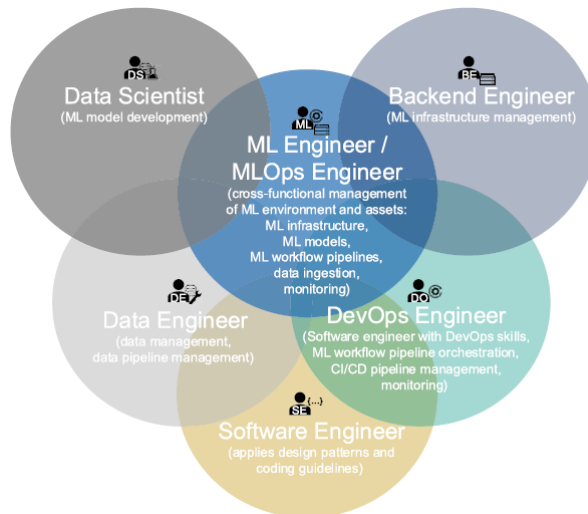 DS
Data Scientist
(ML model development)
BE
Backend Engineer
(ML infrastructure management)
ML
ML Engineer /
MLOps Engineer
(cross-functional management
of ML environment and assets:
ML infrastructure,
ML models,
ML workflow pipelines,
data ingestion,
monitoring)
DE
Data Engineer
(data management,
data pipeline management)
DO
DevOps Engineer
(Software engineer with DevOps skills,
ML workflow pipeline orchestration,
CI/CD pipeline management,
monitoring)
SE {...}
Software Engineer
(applies design patterns and
coding guidelines)